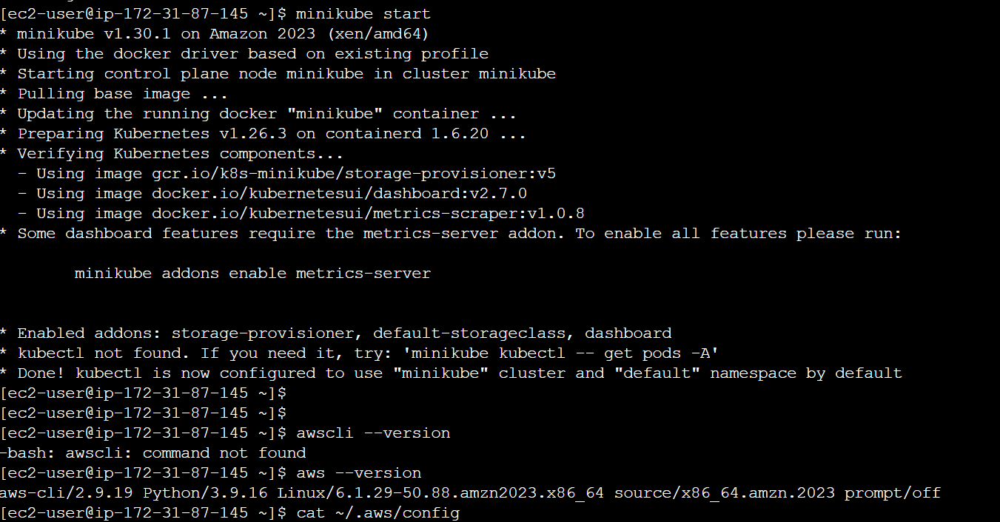 [ec2-user@ip-172-31-87-145 ~]$ minikube start
* minikube v1.30.1 on Amazon 2023 (xen/amd64)
* Using the docker driver based on existing profile
* Starting control plane node minikube in cluster minikube
* Pulling base image ...
* Updating the running docker "minikube" container ...
* Preparing Kubernetes v1.26.3 on containerd 1.6.20 ...
* Verifying Kubernetes components...
  - Using image gcr.io/k8s-minikube/storage-provisioner:v5
  - Using image docker.io/kubernetesui/dashboard:v2.7.0
  - Using image docker.io/kubernetesui/metrics-scraper:v1.0.8
* Some dashboard features require the metrics-server addon. To enable all features please run:
        minikube addons enable metrics-server
* Enabled addons: storage-provisioner, default-storageclass, dashboard
* kubectl not found. If you need it, try: 'minikube kubectl -- get pods -A'
* Done! kubectl is now configured to use "minikube" cluster and "default" namespace by default
[ec2-user@ip-172-31-87-145 ~]$
[ec2-user@ip-172-31-87-145 ~]$
[ec2-user@ip-172-31-87-145 ~]$ awscli --version
-bash: awscli: command not found
[ec2-user@ip-172-31-87-145 ~]$ aws --version
aws-cli/2.9.19 Python/3.9.16 Linux/6.1.29-50.88.amzn2023.x86_64 source/x86_64.amzn.2023 prompt/off
[ec2-user@ip-172-31-87-145 ~]$ cat ~/.aws/config